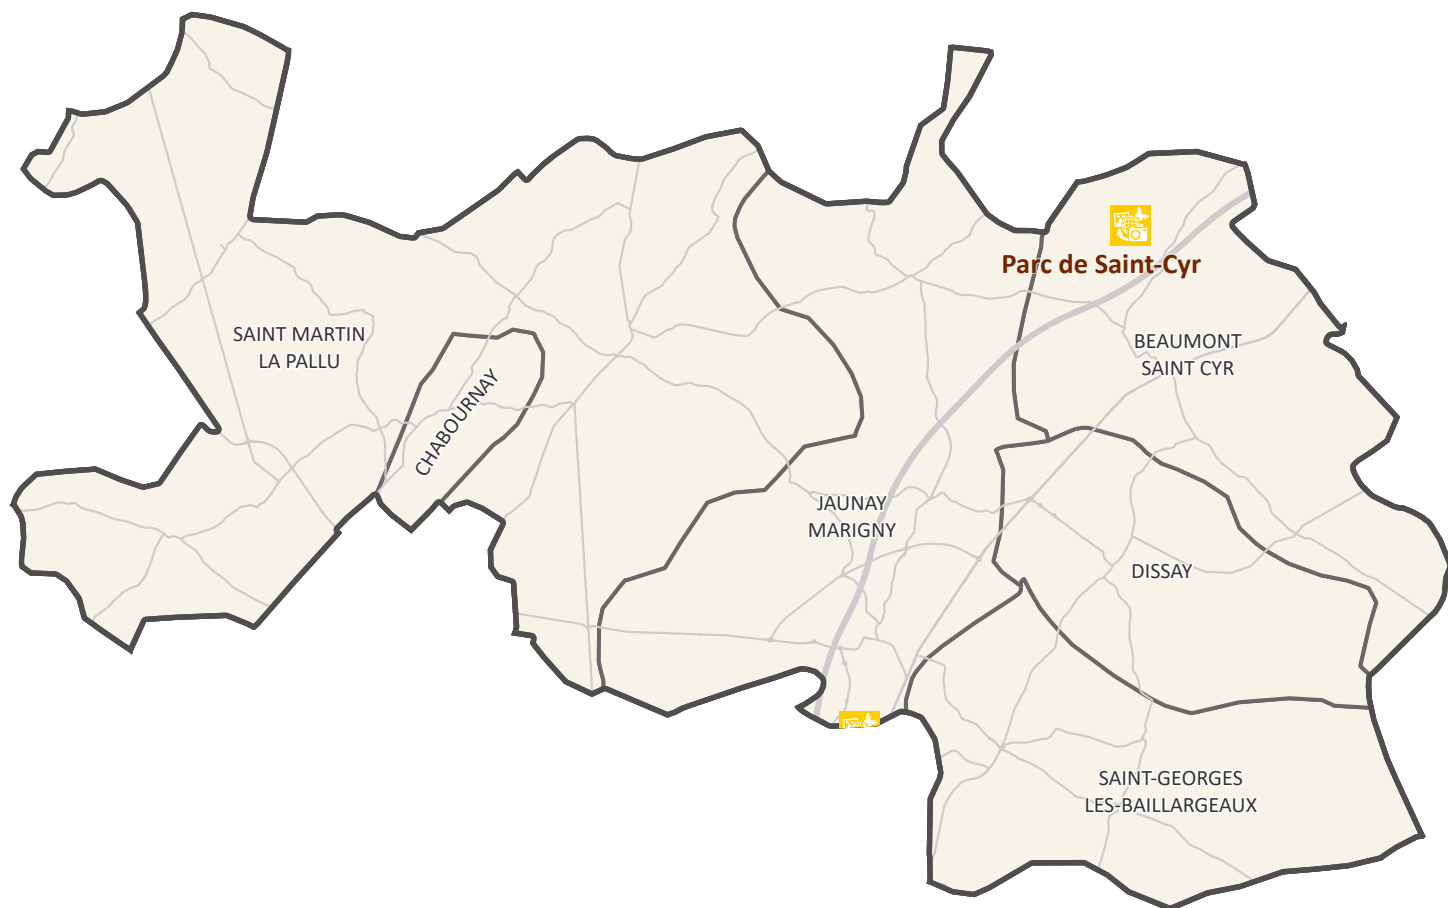 Parc de Saint-Cyr
SAINT MARTIN
LA PALLU
BEAUMONT
SAINT CYR
CHABOURNAY
JAUNAY
MARIGNY
DISSAY
SAINT-GEORGES
LES-BAILLARGEAUX